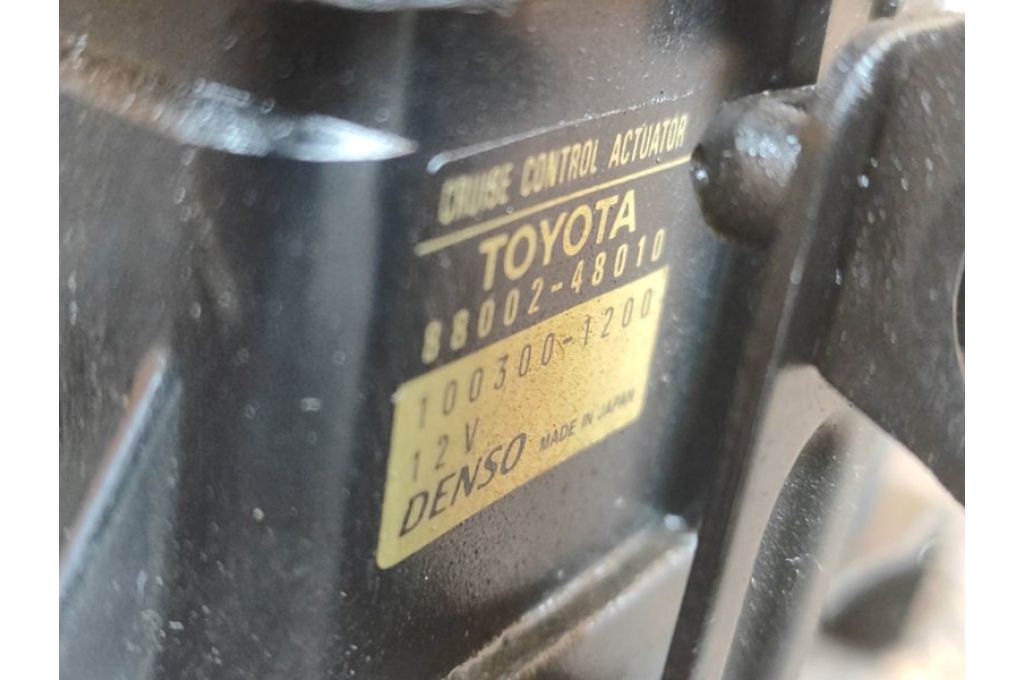 CRUISE CONTROL ACTUATOR
TOYOTA
88002-48010
100300-1200
12V
DENSO MADE IN JAPAN